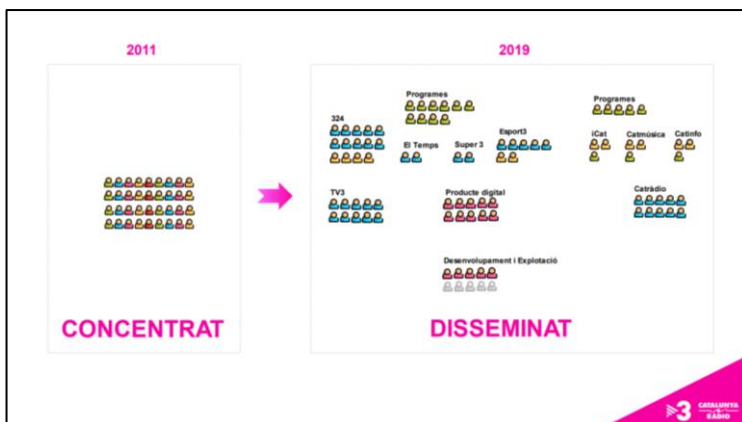 2011
2019
Programes
Programes
324
Esport3
El Temps
Super 3
iCat
Catmúsica
Catinfo
TV3
Producte digital
Catràdio
Desenvolupament i Explotació
CONCENTRAT
DISSEMINAT
3 CATALUNYA
RÀDIO